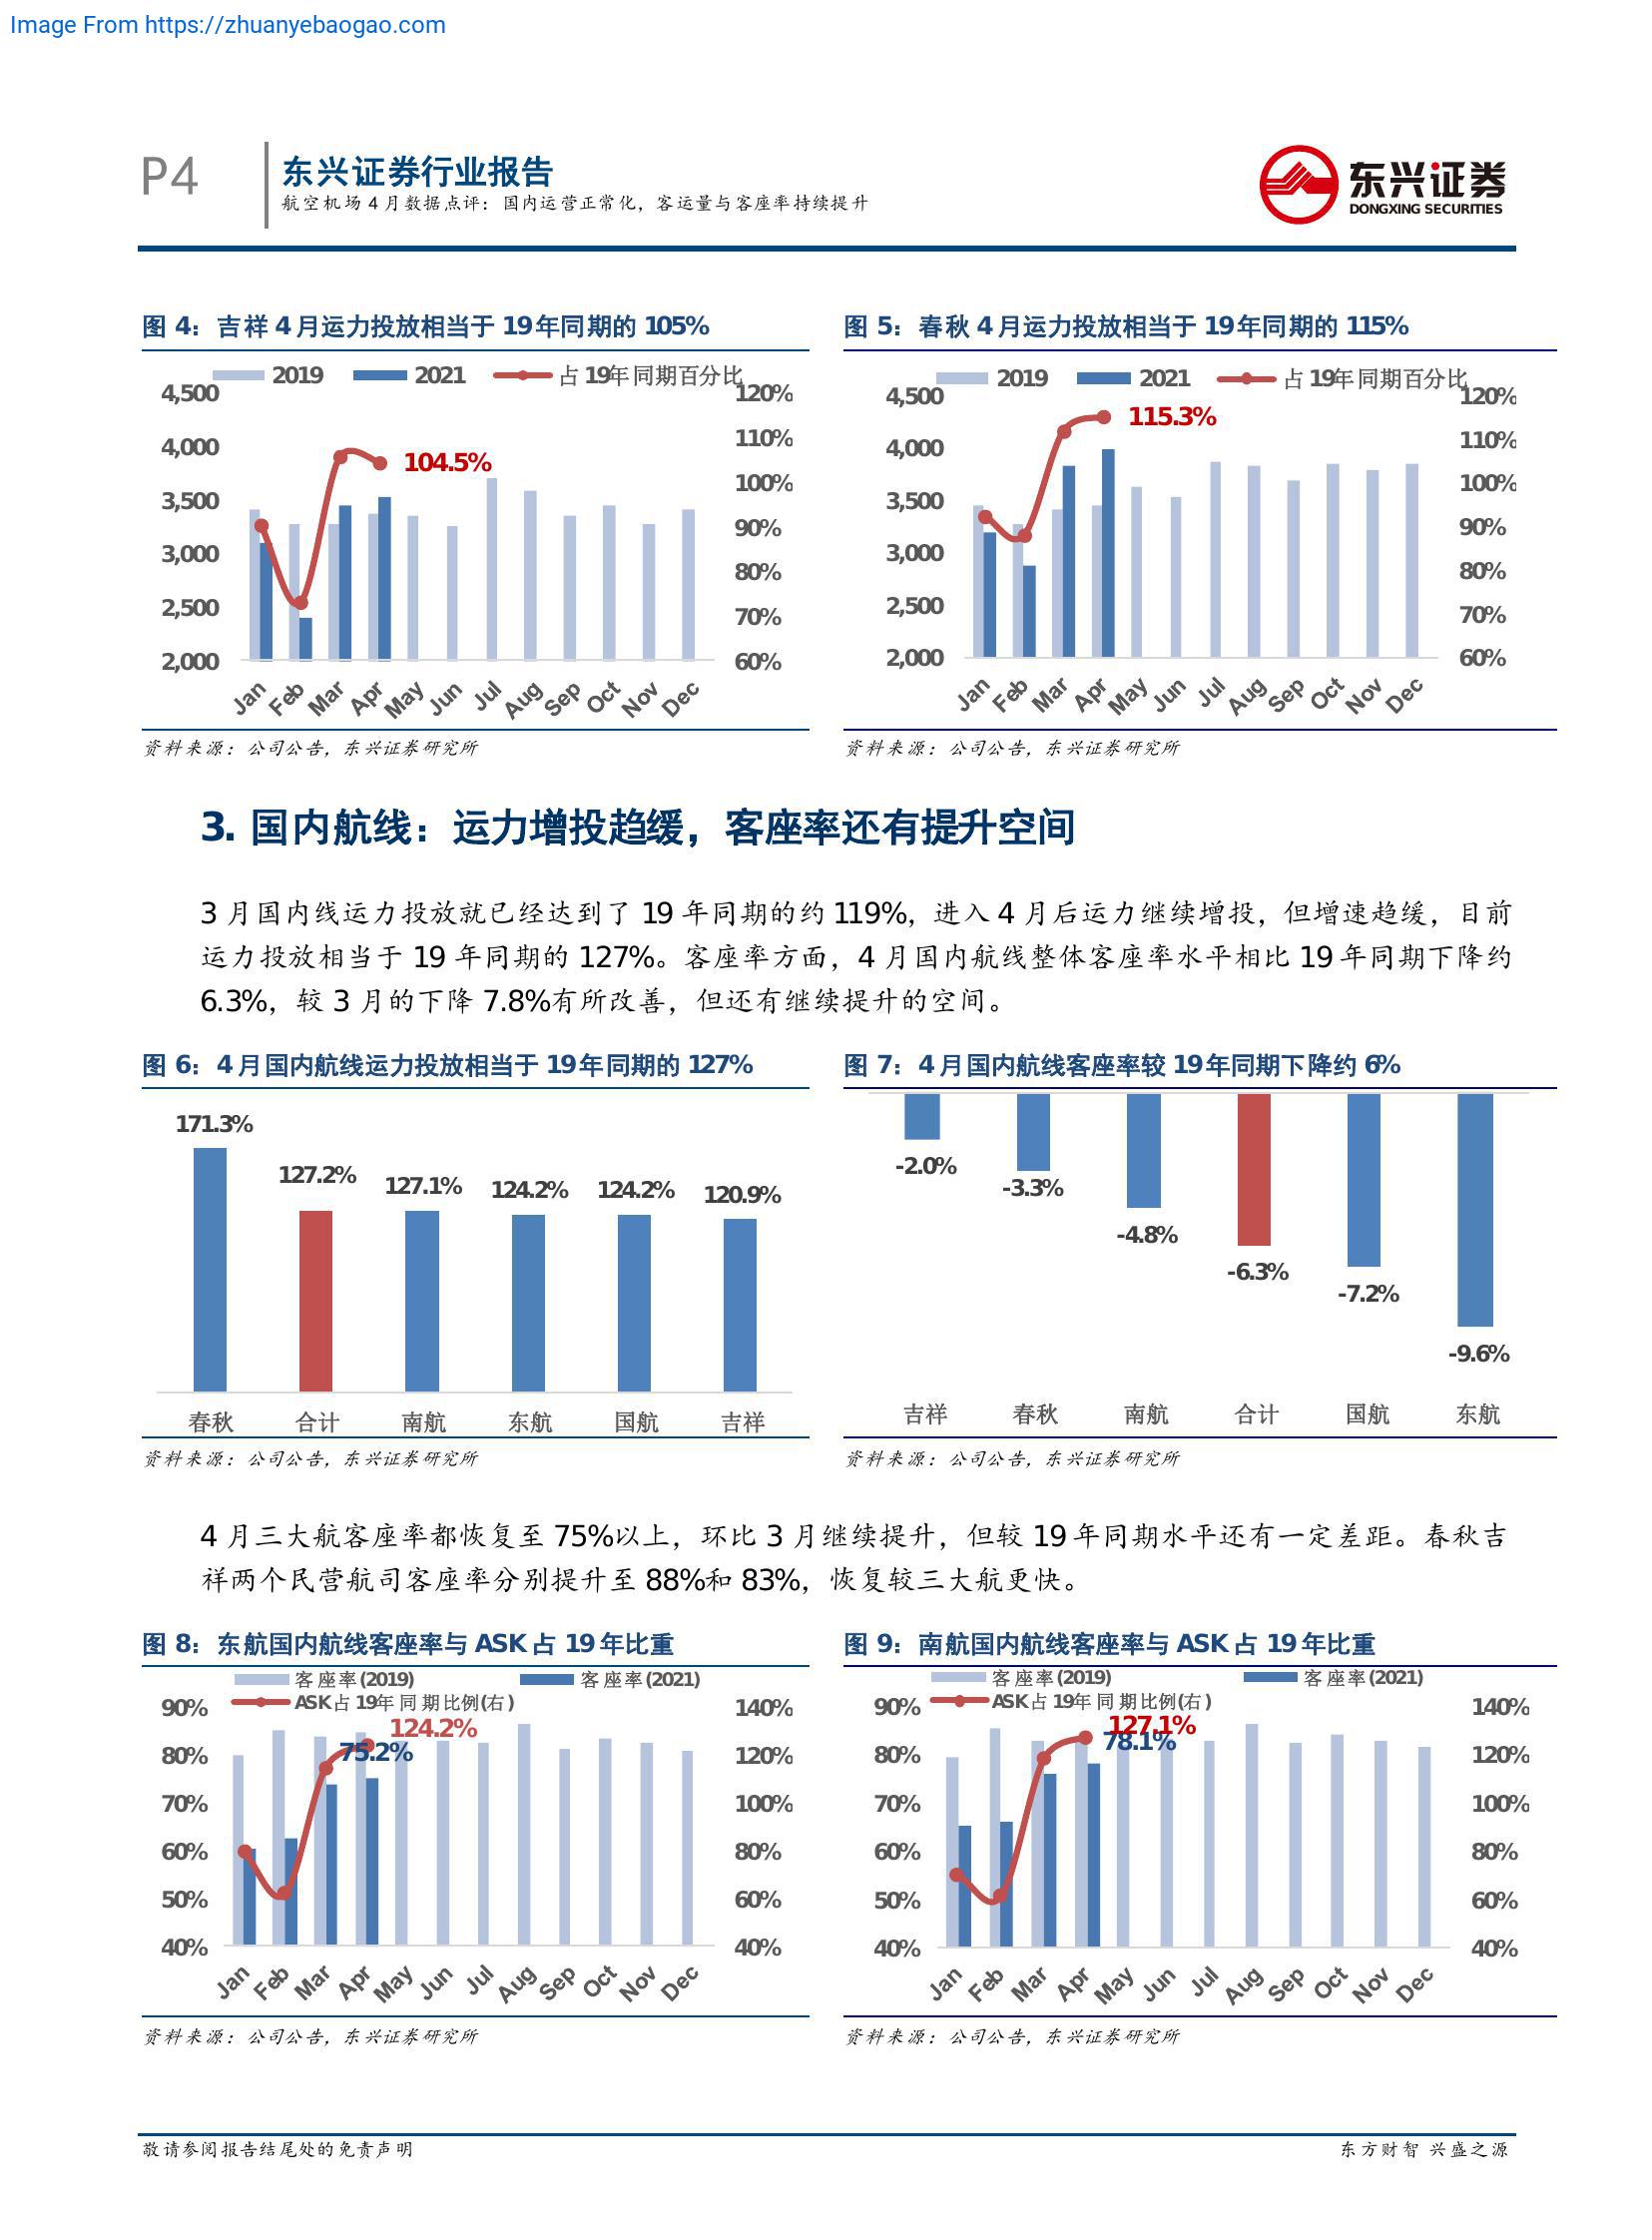 Image From https://zhuanyebaogao.com
P4
东兴证券行业报告
航空机场 4 月数据点评：国内运营正常化，客运量与客座率持续提升
东兴证券
DONGXING SECURITIES
图 4：吉祥 4 月运力投放相当于 19 年同期的 105%
2019 2021 占 19年同期百分比
4,500
4,000
3,500
3,000
2,500
2,000
120%
110%
100%
90%
80%
70%
60%
104.5%
Jan Feb Mar Apr May Jun Jul Aug Sep Oct Nov Dec
资料来源：公司公告，东兴证券研究所
图 5：春秋 4 月运力投放相当于 19 年同期的 115%
2019 2021 占 19年同期百分比
4,500
4,000
3,500
3,000
2,500
2,000
120%
110%
100%
90%
80%
70%
60%
115.3%
Jan Feb Mar Apr May Jun Jul Aug Sep Oct Nov Dec
资料来源：公司公告，东兴证券研究所
3. 国内航线：运力增投趋缓，客座率还有提升空间
3 月国内线运力投放就已经达到了 19 年同期的约 119%，进入 4 月后运力继续增投，但增速趋缓，目前
运力投放相当于 19 年同期的 127%。客座率方面，4 月国内航线整体客座率水平相比 19 年同期下降约
6.3%，较 3 月的下降 7.8%有所改善，但还有继续提升的空间。
图 6：4 月国内航线运力投放相当于 19 年同期的 127%
171.3%
127.2%
127.1%
124.2%
124.2%
120.9%
春秋 合计 南航 东航 国航 吉祥
资料来源：公司公告，东兴证券研究所
图 7：4 月国内航线客座率较 19 年同期下降约 6%
-2.0%
-3.3%
-4.8%
-6.3%
-7.2%
-9.6%
吉祥 春秋 南航 合计 国航 东航
资料来源：公司公告，东兴证券研究所
4 月三大航客座率都恢复至 75%以上，环比 3 月继续提升，但较 19 年同期水平还有一定差距。春秋吉
祥两个民营航司客座率分别提升至 88%和 83%，恢复较三大航更快。
图 8：东航国内航线客座率与 ASK 占 19 年比重
客座率(2019) 客座率(2021)
ASK占19年同期比例(右)
90%
80%
70%
60%
50%
40%
140%
120%
100%
80%
60%
40%
124.2%
75.2%
Jan Feb Mar Apr May Jun Jul Aug Sep Oct Nov Dec
资料来源：公司公告，东兴证券研究所
图 9：南航国内航线客座率与 ASK 占 19 年比重
客座率(2019) 客座率(2021)
ASK占19年同期比例(右)
90%
80%
70%
60%
50%
40%
140%
120%
100%
80%
60%
40%
127.1%
78.1%
Jan Feb Mar Apr May Jun Jul Aug Sep Oct Nov Dec
资料来源：公司公告，东兴证券研究所
敬请参阅报告结尾处的免责声明
东方财智 兴盛之源